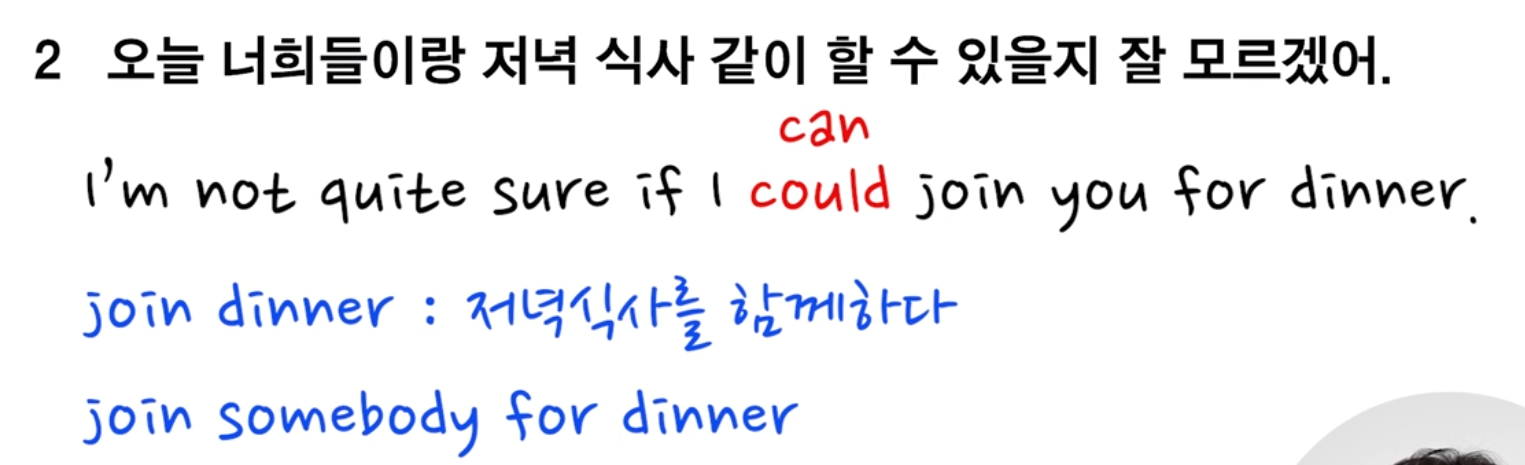 2 오늘 너희들이랑 저녁 식사 같이 할 수 있을지 잘 모르겠어.
can
I'm not quite sure if I could join you for dinner.
join dinner : 저녁식사를 함께하다
join somebody for dinner